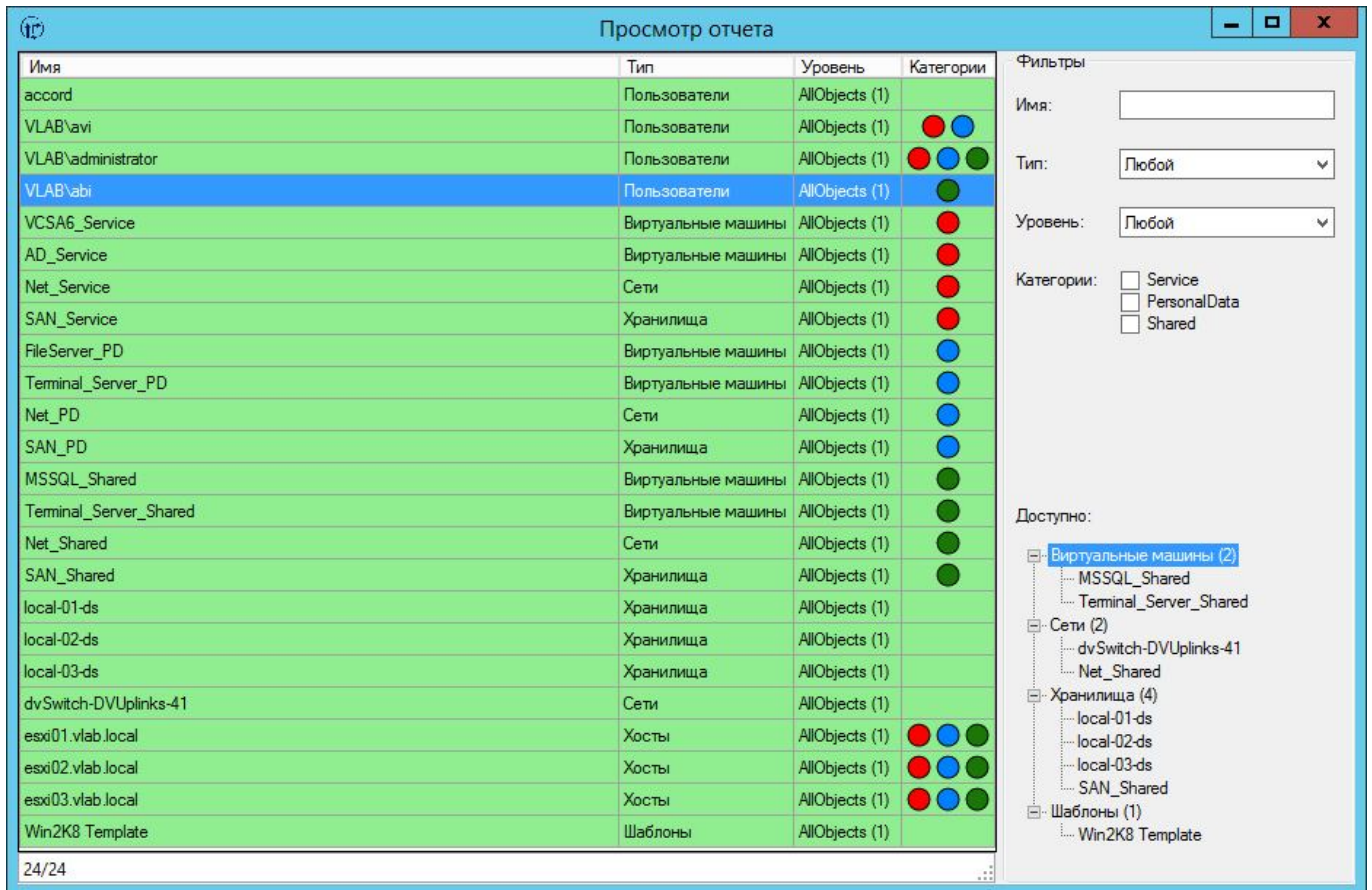 Просмотр отчета
Имя Тип Уровень Категории
accord Пользователи AllObjects (1)
VLAB\avi Пользователи AllObjects (1)
VLAB\administrator Пользователи AllObjects (1)
VLAB\abi Пользователи AllObjects (1)
VCSA6_Service Виртуальные машины AllObjects (1)
AD_Service Виртуальные машины AllObjects (1)
Net_Service Сети AllObjects (1)
SAN_Service Хранилища AllObjects (1)
FileServer_PD Виртуальные машины AllObjects (1)
Terminal_Server_PD Виртуальные машины AllObjects (1)
Net_PD Сети AllObjects (1)
SAN_PD Хранилища AllObjects (1)
MSSQL_Shared Виртуальные машины AllObjects (1)
Terminal_Server_Shared Виртуальные машины AllObjects (1)
Net_Shared Сети AllObjects (1)
SAN_Shared Хранилища AllObjects (1)
local-01-ds Хранилища AllObjects (1)
local-02-ds Хранилища AllObjects (1)
local-03-ds Хранилища AllObjects (1)
dvSwitch-DVUplinks-41 Сети AllObjects (1)
esxi01.vlab.local Хосты AllObjects (1)
esxi02.vlab.local Хосты AllObjects (1)
esxi03.vlab.local Хосты AllObjects (1)
Win2K8 Template Шаблоны AllObjects (1)
24/24
Фильтры
Имя:
Тип: Любой
Уровень: Любой
Категории: Service
PersonalData
Shared
Доступно:
Виртуальные машины (2)
MSSQL_Shared
Terminal_Server_Shared
Сети (2)
dvSwitch-DVUplinks-41
Net_Shared
Хранилища (4)
local-01-ds
local-02-ds
local-03-ds
SAN_Shared
Шаблоны (1)
Win2K8 Template